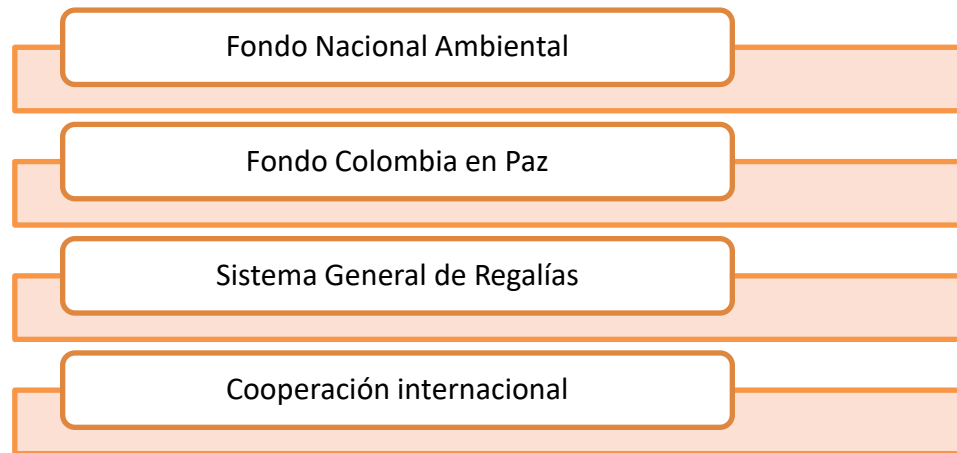 Fondo Nacional Ambiental
Fondo Colombia en Paz
Sistema General de Regalías
Cooperación internacional